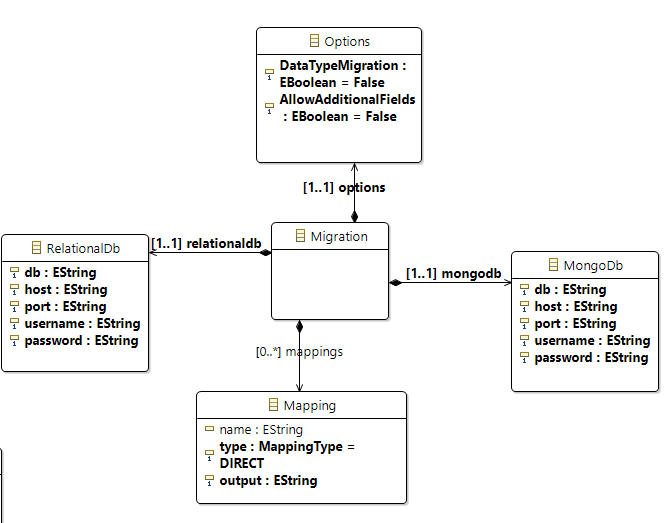 Options
DataTypeMigration :
EBoolean = False
AllowAdditionalFields
: EBoolean = False
[1..1] options
Migration
[1..1] relationaldb
RelationalDb
db : EString
host : EString
port : EString
username : EString
password : EString
[1..1] mongodb
MongoDb
db : EString
host : EString
port : EString
username : EString
password : EString
[0..*] mappings
Mapping
name : EString
type : MappingType =
DIRECT
output : EString